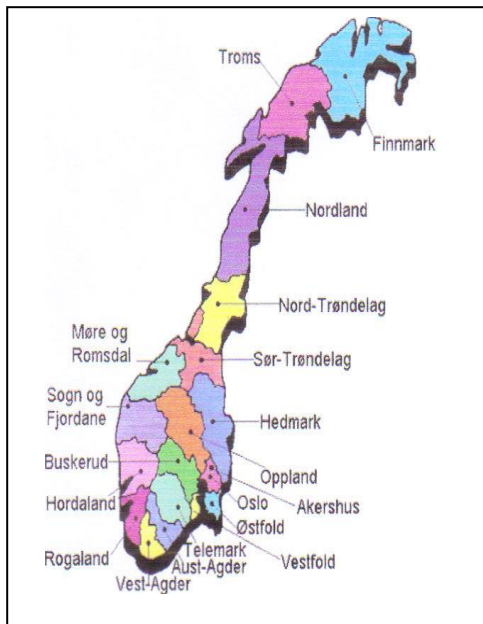 Troms
Finnmark
Nordland
Nord-Trøndelag
Møre og
Romsdal
Sør-Trøndelag
Sogn og
Fjordane
Hedmark
Buskerud
Oppland
Hordaland
Oslo
Akershus
Østfold
Rogaland
Telemark
Vestfold
Aust-Agder
Vest-Agder